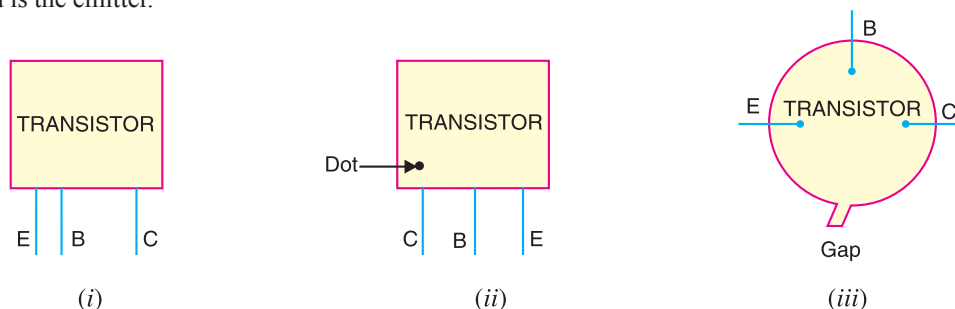 is the emitter.
TRANSISTOR
E B C
(i)
TRANSISTOR
Dot
C B E
(ii)
B
E TRANSISTOR C
Gap
(iii)